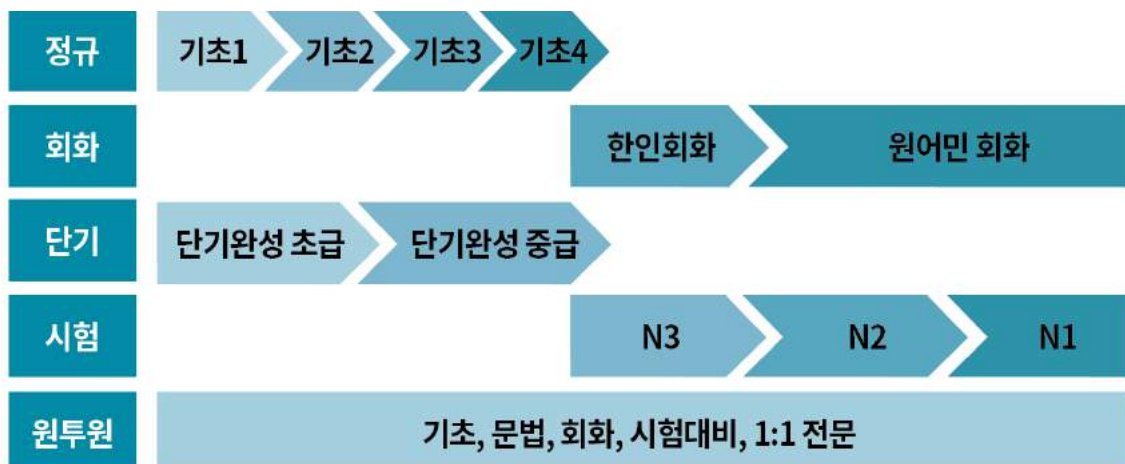 정규 기초1 기초2 기초3 기초4
회화 한인회화 원어민 회화
단기 단기완성 초급 단기완성 중급
시험 N3 N2 N1
원투원 기초, 문법, 회화, 시험대비, 1:1 전문